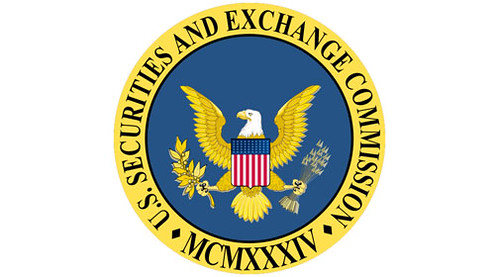 U.S. SECURITIES AND EXCHANGE COMMISSION
MCMXXXIV